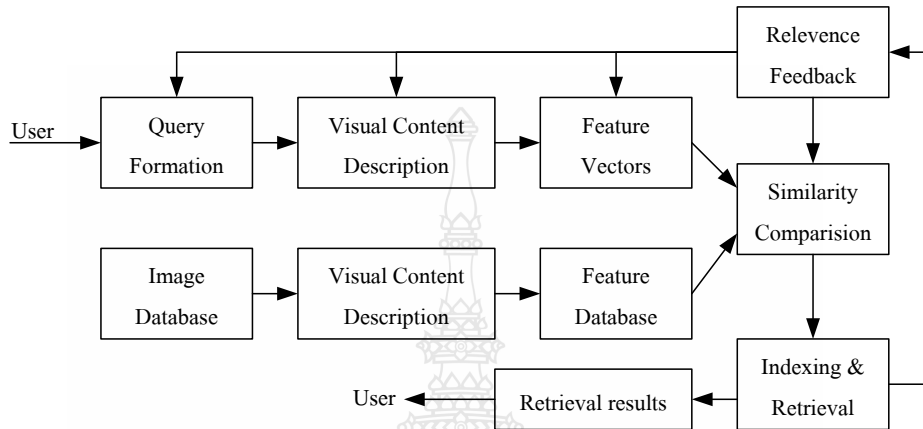 Relevence
Feedback
User
Query
Formation
Visual Content
Description
Feature
Vectors
Similarity
Comparision
Image
Database
Visual Content
Description
Feature
Database
Indexing &
Retrieval
Retrieval results
User